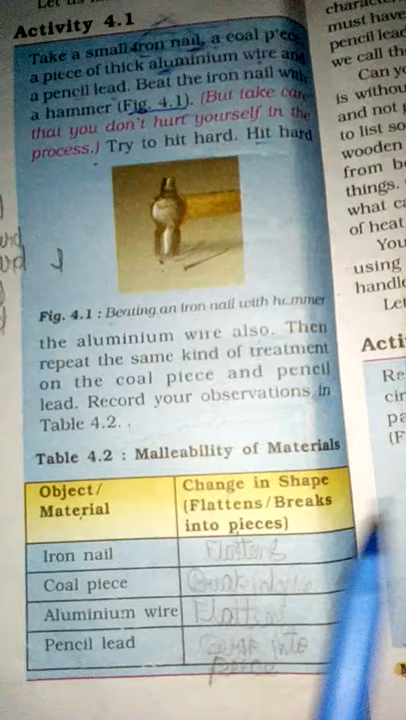 Activity 4.1
Take a small iron nail, a coal piece,
a piece of thick aluminium wire and
a pencil lead. Beat the iron nail with
a hammer (Fig. 4.1). (But take care
that you don't hurt yourself in the
process.) Try to hit hard. Hit hard
Fig. 4.1 : Beating an iron nail with hammer
the aluminium wire also. Then
repeat the same kind of treatment
on the coal piece and pencil
lead. Record your observations in
Table 4.2.
Table 4.2 : Malleability of Materials
Object/
Material
Change in Shape
(Flattens/Breaks
into pieces)
Iron nail
Flattens
Coal piece
Aluminium wire
Flatten
Pencil lead
into
must have
pencil lead
we call th
Can yo
is withou
and not
to list so
wooden
from b
things.
what ca
of heat
You
using
handle
Let
Acti
Re
cir
pa
(F